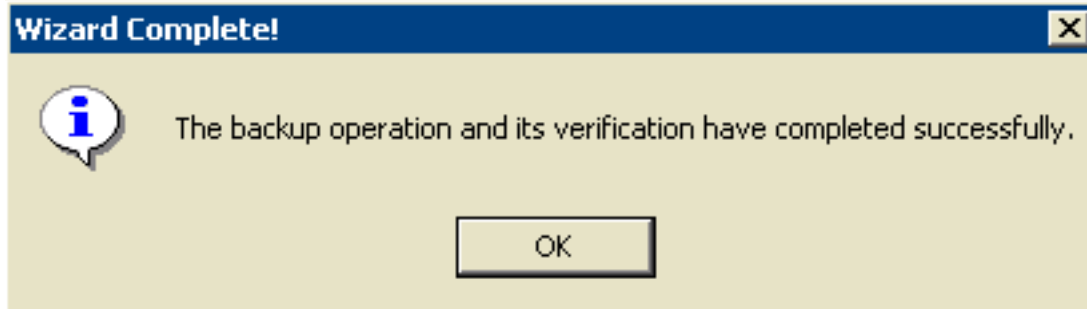 Wizard Complete!
The backup operation and its verification have completed successfully.
OK